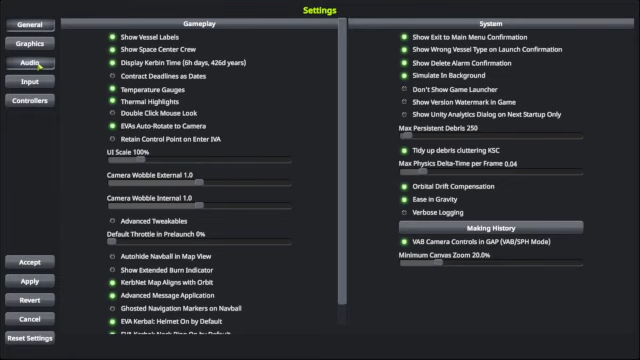 Settings
General
Graphics
Audio
Input
Controllers
Accept
Apply
Revert
Cancel
Reset Settings
Gameplay
Show Vessel Labels
Show Space Center Crew
Display Kerbin Time (6h days, 426d years)
Contract Deadlines as Dates
Temperature Gauges
Thermal Highlights
Double Click Mouse Look
EVAs Auto-Rotate to Camera
Retain Control Point on Enter IVA
UI Scale 100%
Camera Wobble External 1.0
Camera Wobble Internal 1.0
Advanced Tweakables
Default Throttle in Prelaunch 0%
Autohide Navball in Map View
Show Extended Burn Indicator
KerbNet Map Aligns with Orbit
Advanced Message Application
Ghosted Navigation Markers on Navball
EVA Kerbal: Helmet On by Default
EVA Kerbal: Neck Ring On by Default
System
Show Exit to Main Menu Confirmation
Show Wrong Vessel Type on Launch Confirmation
Show Delete Alarm Confirmation
Simulate In Background
Don't Show Game Launcher
Show Version Watermark in Game
Show Unity Analytics Dialog on Next Startup Only
Max Persistent Debris 250
Tidy up debris cluttering KSC
Max Physics Delta-Time per Frame 0.04
Orbital Drift Compensation
Ease in Gravity
Verbose Logging
Making History
VAB Camera Controls in GAP (VAB/SPH Mode)
Minimum Canvas Zoom 20.0%